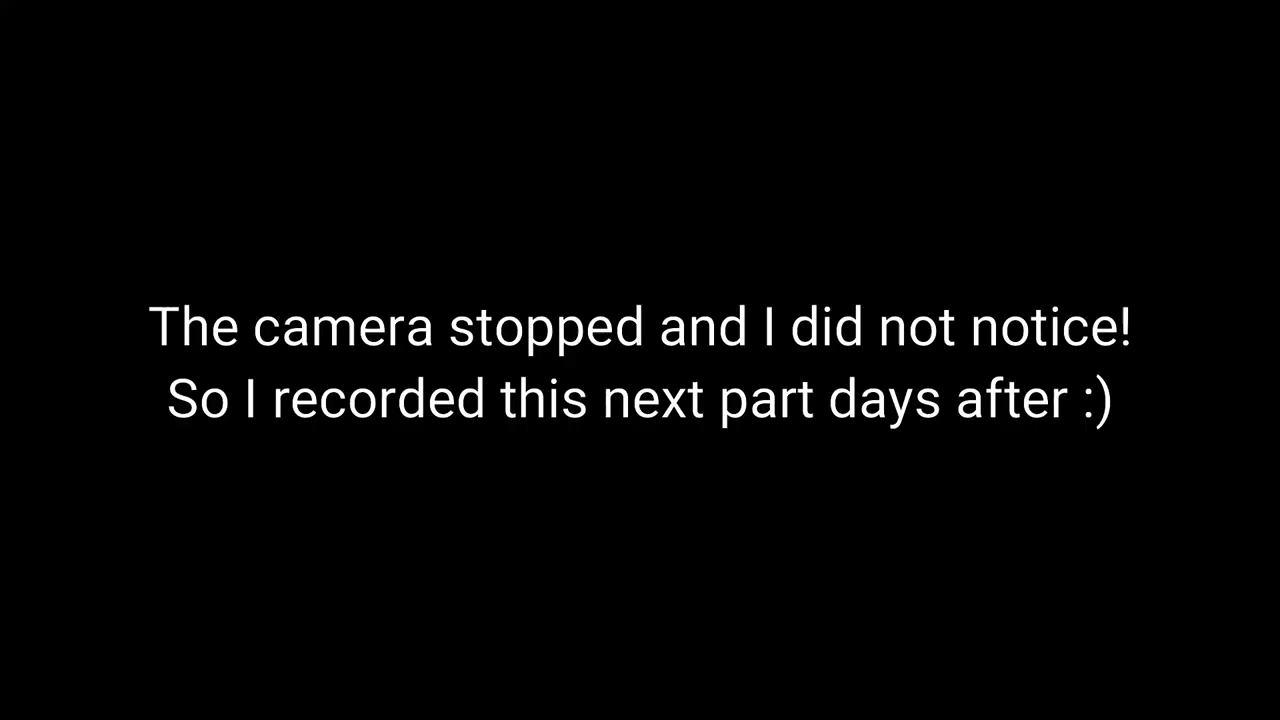 The camera stopped and I did not notice!
So I recorded this next part days after :)